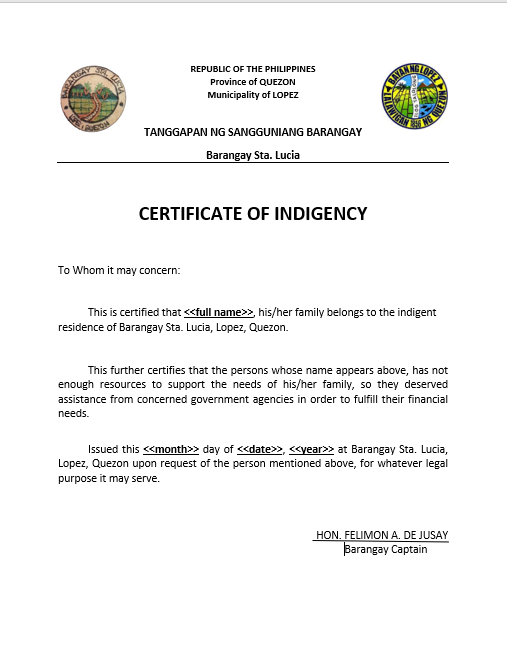 REPUBLIC OF THE PHILIPPINES
Province of QUEZON
Municipality of LOPEZ
TANGGAPAN NG SANGGUNIANG BARANGAY
Barangay Sta. Lucia
BARANGAY STA. LUCIA
LOPEZ, QUEZON
BAYAN NG LOPEZ
LALAWIGAN NG QUEZON
CERTIFICATE OF INDIGENCY
To Whom it may concern:
This is certified that <<full name>>, his/her family belongs to the indigent
residence of Barangay Sta. Lucia, Lopez, Quezon.
This further certifies that the persons whose name appears above, has not
enough resources to support the needs of his/her family, so they deserved
assistance from concerned government agencies in order to fulfill their financial
needs.
Issued this <<month>> day of <<date>>, <<year>> at Barangay Sta. Lucia,
Lopez, Quezon upon request of the person mentioned above, for whatever legal
purpose it may serve.
HON. FELIMON A. DE JUSAY
Barangay Captain